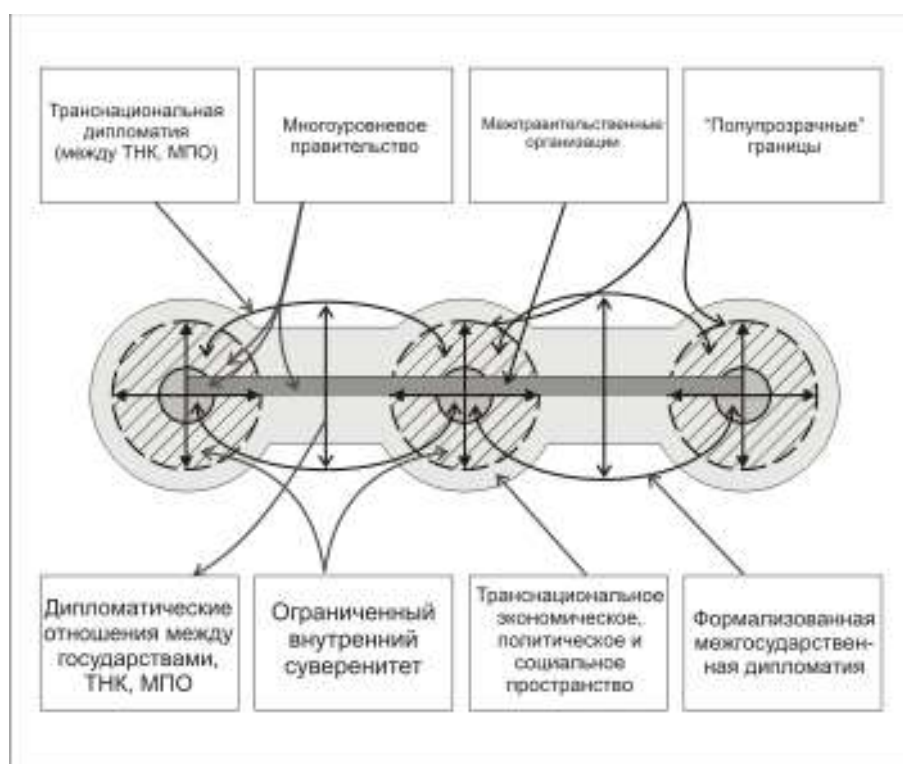 Транснациональная
дипломатия
(между ТНК, МПО)
Многоуровневое
правительство
Межправительственные
организации
"Полупрозрачные"
границы
Дипломатические
отношения между
государствами,
ТНК, МПО
Ограниченный
внутренний
суверенитет
Транснациональное
экономическое,
политическое и
социальное
пространство
Формализованная
межгосударствен-
ная дипломатия